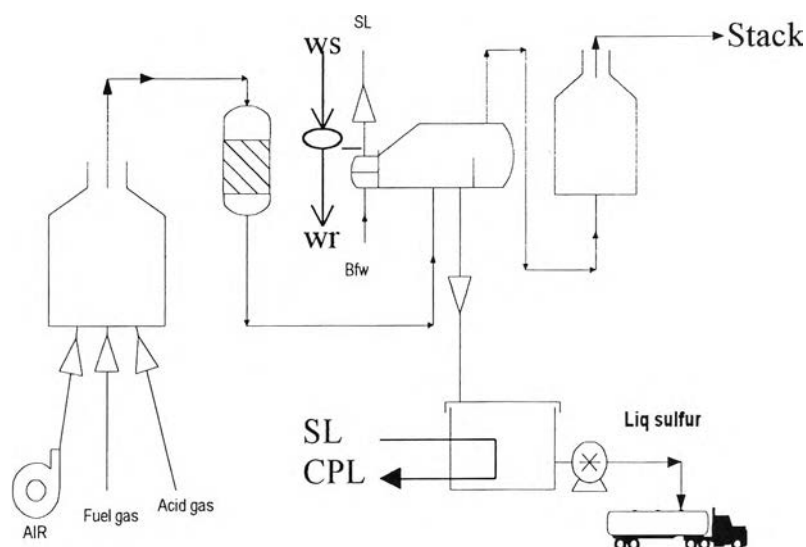 SL
ws
Stack
wr
Bfw
SL
CPL
Liq sulfur
AIR
Fuel gas
Acid gas